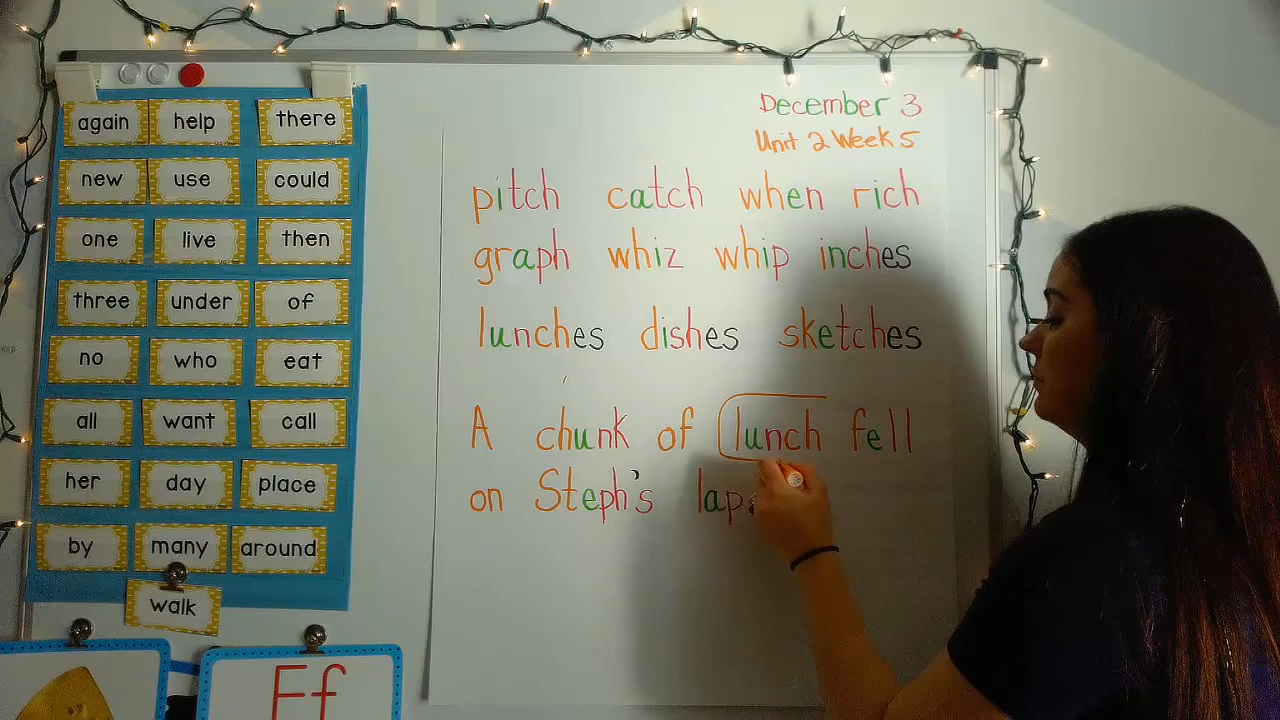 again help there
new use could
one live then
three under of
no who eat
all want call
her day place
by many around
walk
Ff
December 3
Unit 2 Week 5
pitch catch when rich
graph whiz whip inches
lunches dishes sketches
A chunk of lunch fell
on Steph's lap.